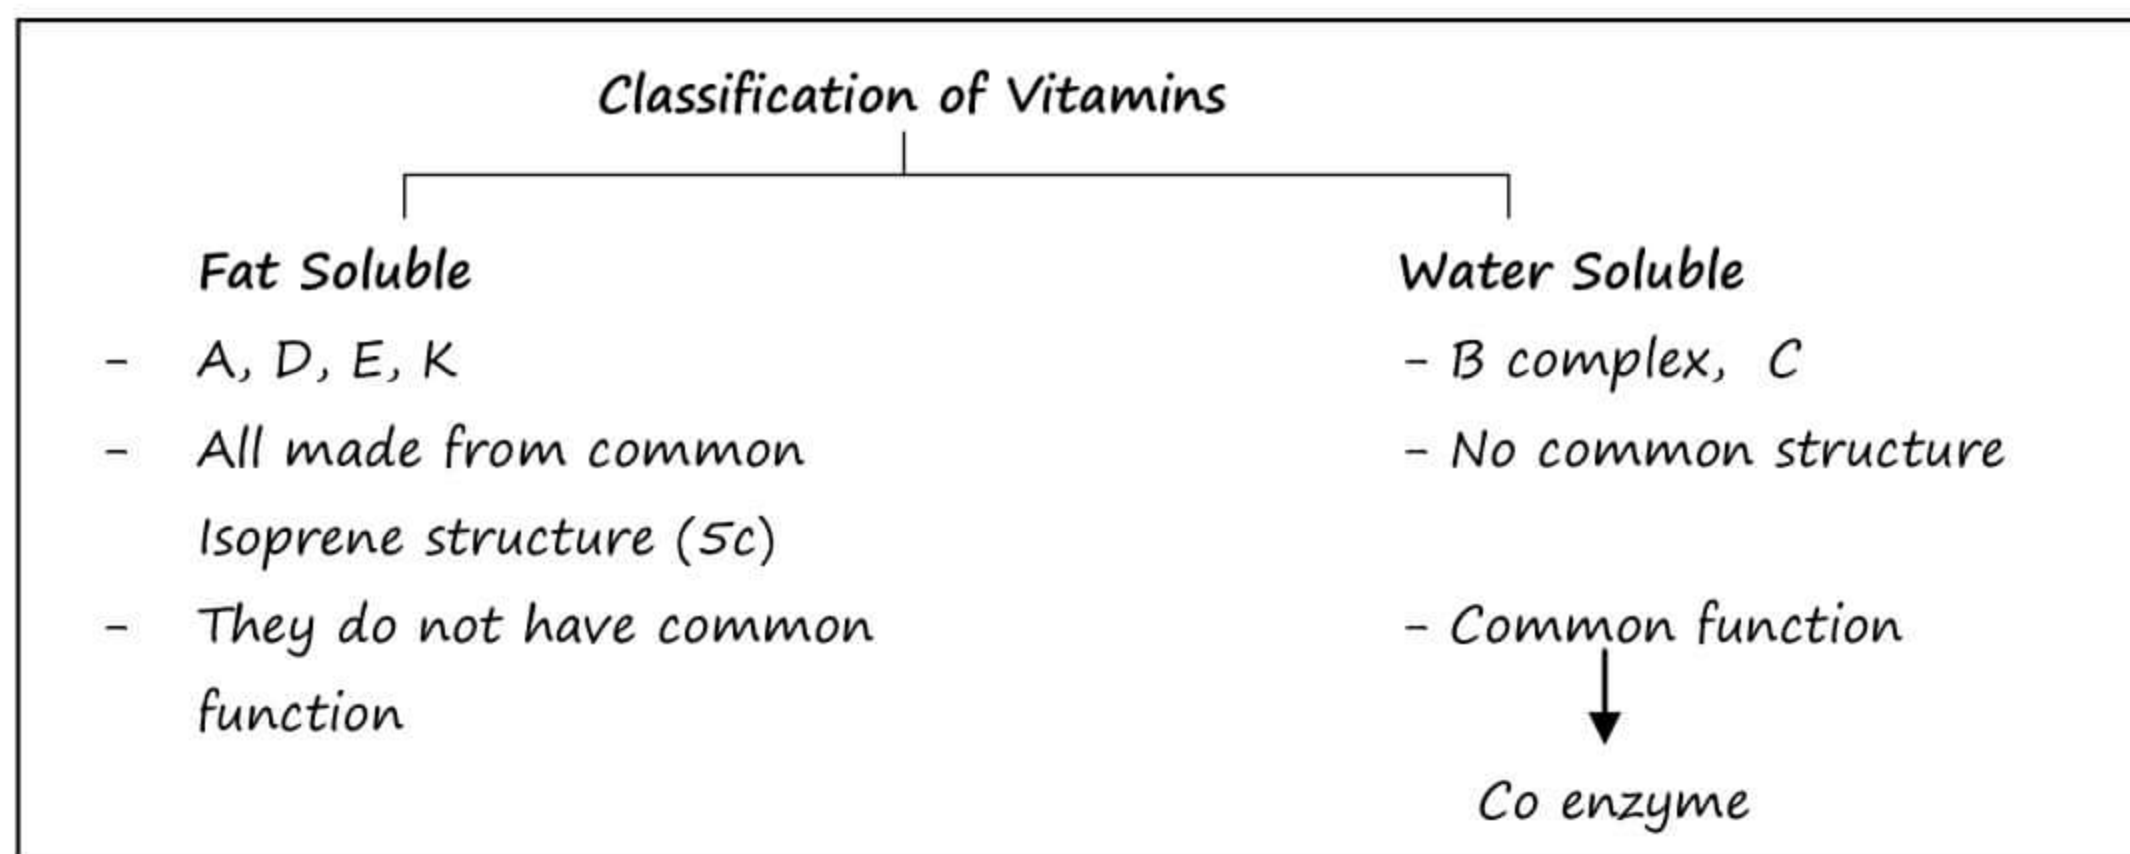 Classification of Vitamins
Fat Soluble
- A, D, E, K
- All made from common
Isoprene structure (5c)
- They do not have common
function
Water Soluble
- B complex, C
- No common structure
- Common function
Co enzyme